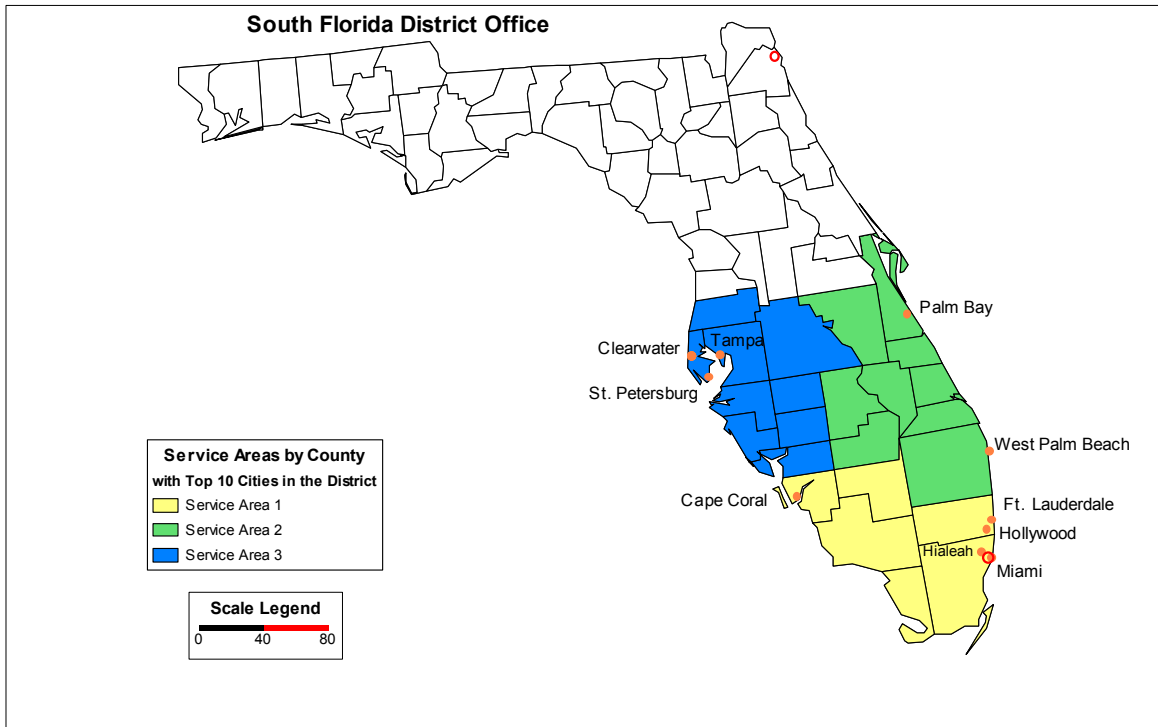 South Florida District Office
Palm Bay
Clearwater
Tampa
St. Petersburg
West Palm Beach
Cape Coral
Ft. Lauderdale
Hollywood
Hialeah
Miami
Service Areas by County
with Top 10 Cities in the District
Service Area 1
Service Area 2
Service Area 3
Scale Legend
0 40 80